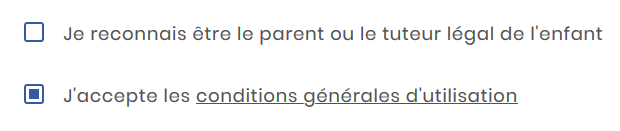 Je reconnais être le parent ou le tuteur légal de l'enfant
J'accepte les conditions générales d'utilisation